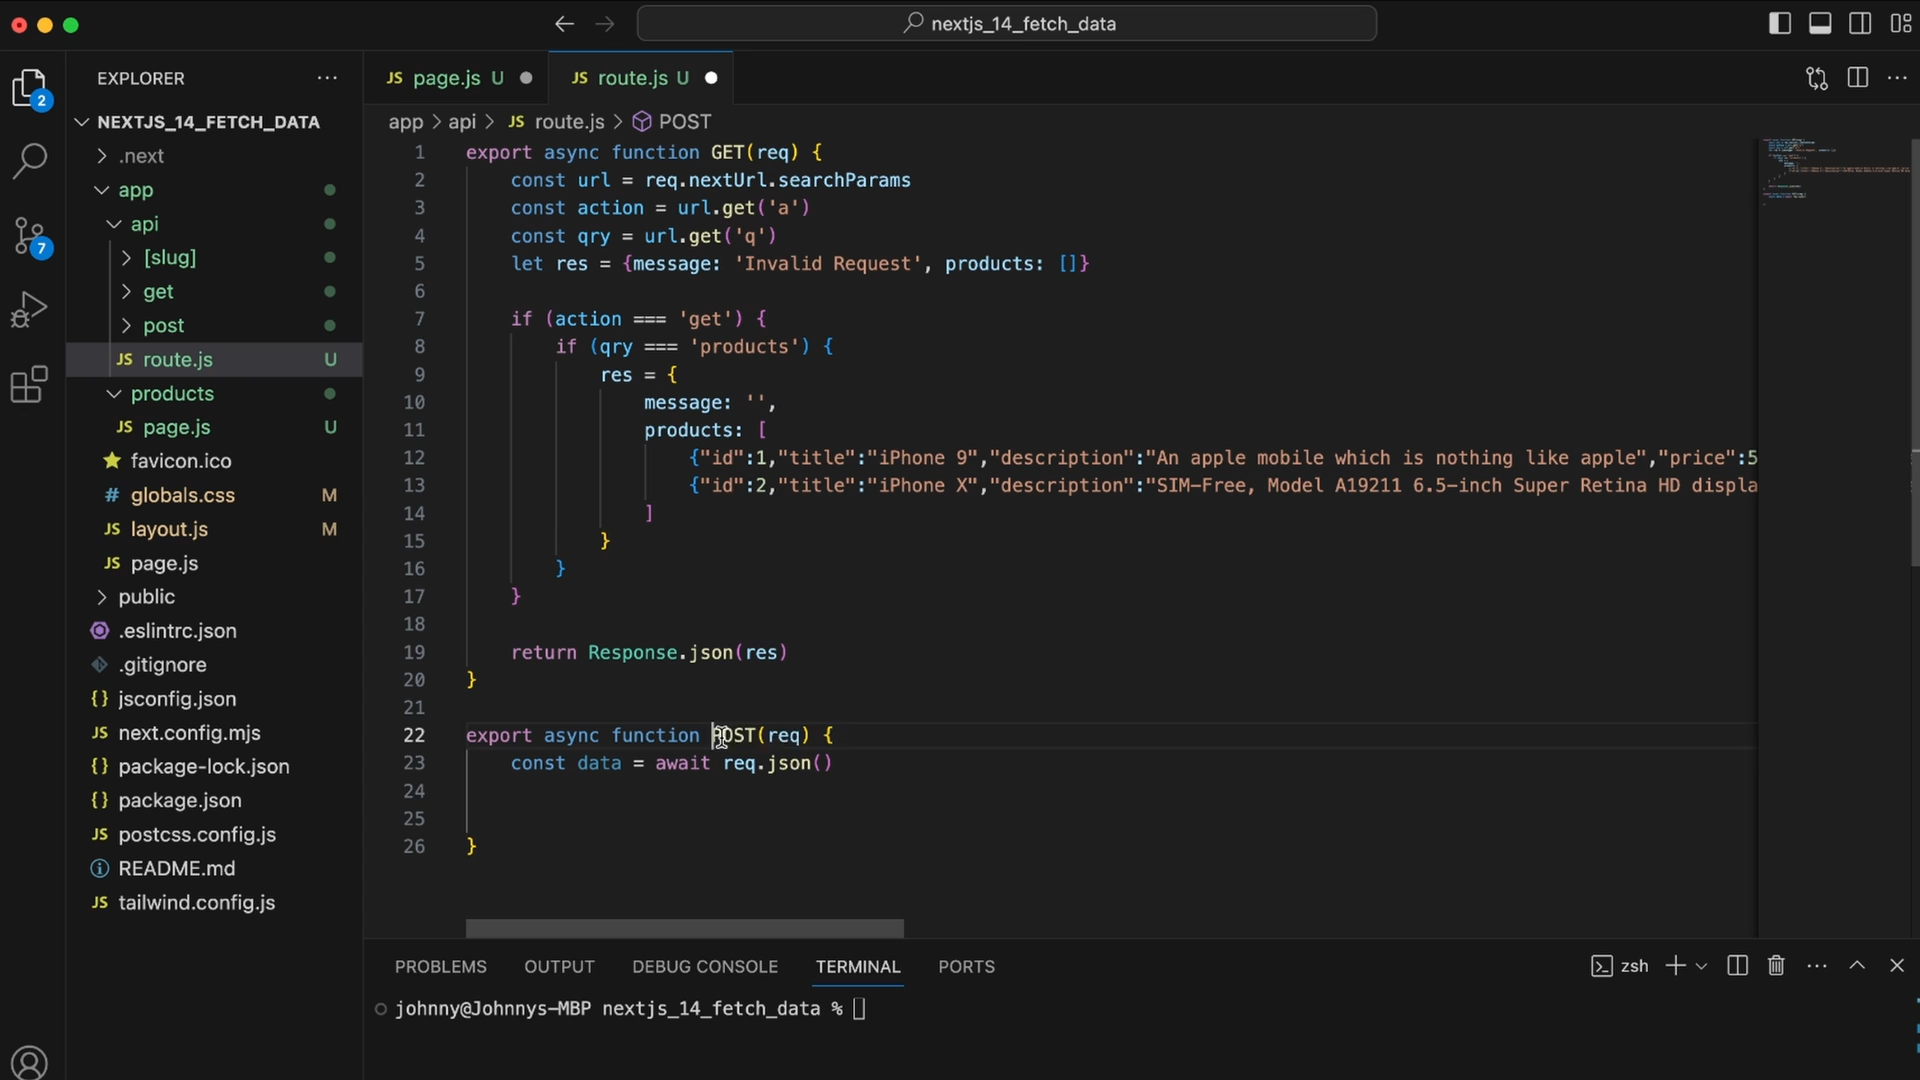 nextjs_14_fetch_data
2
7
EXPLORER
NEXTJS_14_FETCH_DATA
.next
app
api
[slug]
get
post
JS route.js U
products
JS page.js U
favicon.ico
# globals.css M
JS layout.js M
JS page.js
public
.eslintrc.json
.gitignore
{} jsconfig.json
JS next.config.mjs
{} package-lock.json
{} package.json
JS postcss.config.js
README.md
JS tailwind.config.js
JS page.js U
JS route.js U
app > api > JS route.js > POST
1 export async function GET(req) {
2 const url = req.nextUrl.searchParams
3 const action = url.get('a')
4 const qry = url.get('q')
5 let res = {message: 'Invalid Request', products: []}
6
7 if (action === 'get') {
8 if (qry === 'products') {
9 res = {
10 message: '',
11 products: [
12 {"id":1,"title":"iPhone 9","description":"An apple mobile which is nothing like apple","price":5
13 {"id":2,"title":"iPhone X","description":"SIM-Free, Model A19211 6.5-inch Super Retina HD displa
14 ]
15 }
16 }
17 }
18
19 return Response.json(res)
20 }
21
22 export async function POST(req) {
23 const data = await req.json()
24
25
26 }
PROBLEMS OUTPUT DEBUG CONSOLE TERMINAL PORTS
zsh
johnny@Johnnys-MBP nextjs_14_fetch_data %